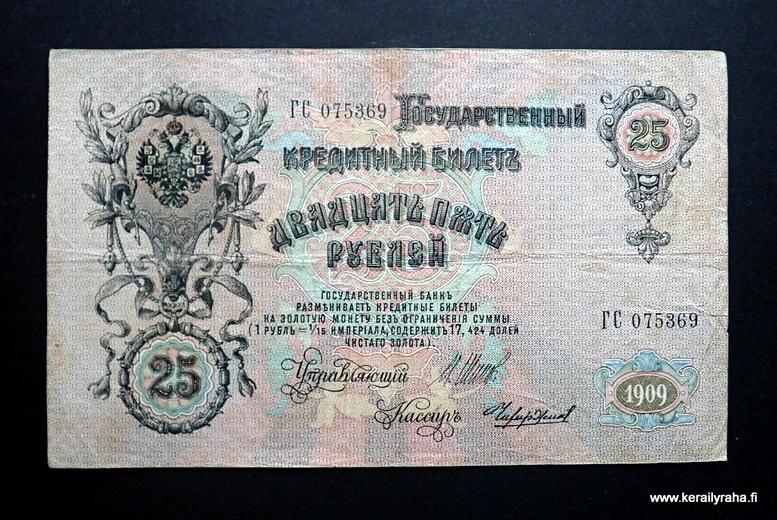 ГС 075369 Государственный
25
Кредитный Билетъ
Двадцать пять
рублей
ГОСУДАРСТВЕННЫЙ БАНКЪ
РАЗМѢНИВАЕТЪ КРЕДИТНЫЕ БИЛЕТЫ
НА ЗОЛОТУЮ МОНЕТУ БЕЗЪ ОГРАНИЧЕНІЯ СУММЫ
(1 РУБЛЬ = 1/15 ИМПЕРІАЛА, СОДЕРЖИТЪ 17, 424 ДОЛЕЙ
ЧИСТАГО ЗОЛОТА).
ГС 075369
25
Управляющій
Кассиръ
1909
www.kerailyraha.fi